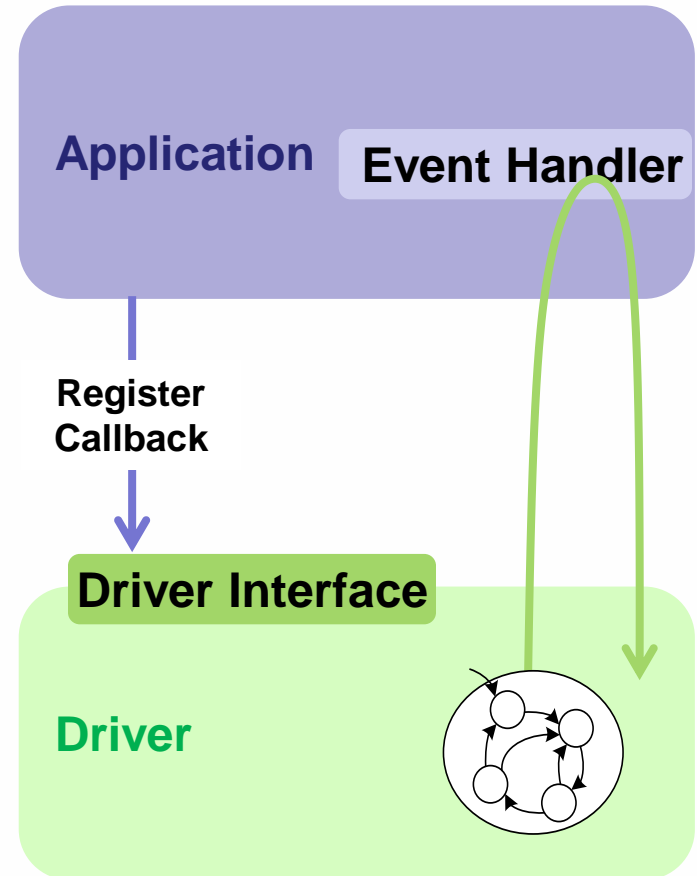 Application
Event Handler
Register
Callback
Driver Interface
Driver